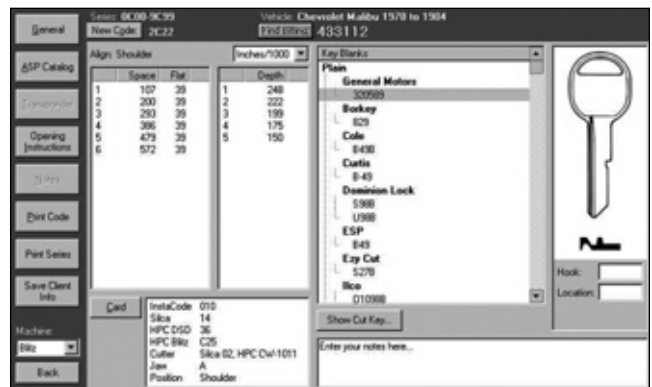 Series: 0C00-9C99
Vehicle: Chevrolet Malibu 1978 to 1984
New Code: 2C22
Find Bitting: 433112
General
ASP Catalog
Transponder
Opening Instructions
Notes
Print Code
Print Series
Save Client Info
Machine:
Blitz
Back
Align: Shoulder
Inches/1000
Space Flat
1 107 39
2 200 39
3 293 39
4 386 39
5 479 39
6 572 39
Depth
1 248
2 222
3 199
4 175
5 150
Card
InstaCode 010
Silca 14
HPC DSD 36
HPC Blitz C25
Cutter Silca 02, HPC CW-1011
Jaw A
Position Shoulder
Key Blanks
Plain
General Motors
320589
Borkey
829
Cole
B49B
Curtis
B-49
Dominion Lock
S98B
U98B
ESP
B49
Ezy Cut
527B
Ilco
O1098B
Show Cut Key...
Enter your notes here...
Hook:
Location: